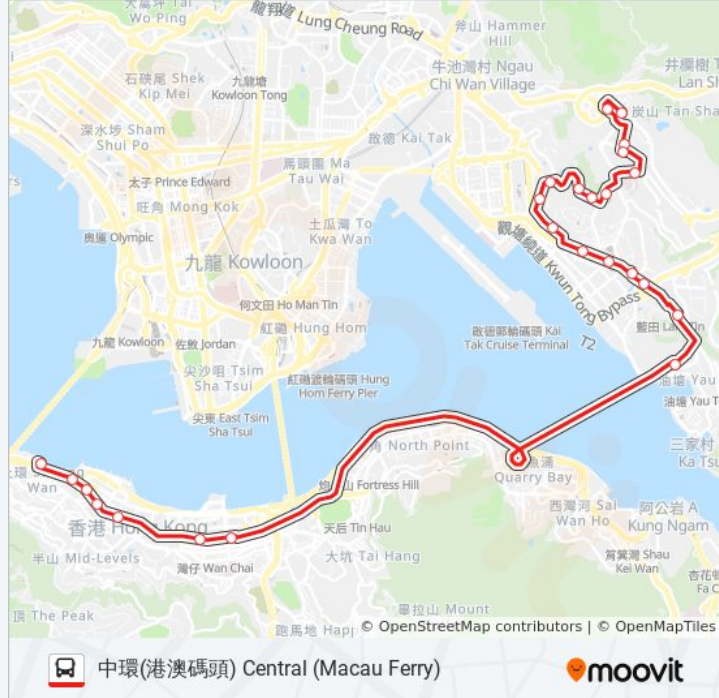 大窩坪 Tai
Wo Ping
龍翔道 Lung Cheung Road
斧山 Hammer
Hill
井欄樹 T
Lan Sh
牛池灣村 Ngau
Chi Wan Village
石硤尾 Shek
Kip Mei
九龍塘
Kowloon Tong
炭山 Tan Sha
深水埗 Sham
Shui Po
啟德 Kai Tak
馬頭圍 Ma
Tau Wai
太子 Prince Edward
旺角 Mong Kok
土瓜灣 To
Kwa Wan
奧運 Olympic
觀塘繞道 Kwun Tong Bypass
九龍 Kowloon
何文田 Ho Man Tin
紅磡 Hung Hom
啟德郵輪碼頭 Kai
Tak Cruise Terminal
T2
藍田 La
Tin
九龍 Kowloon
佐敦 Jordan
尖沙咀 Tsim
Sha Tsui
紅磡渡輪碼頭 Hung
Hom Ferry Pier
油塘 Yau
油塘 Yau T
尖東 East Tsim
Sha Tsui
角 North Point
三家村
Ka Tsu
魚涌
Quarry Bay
上環
Wan
炮
山 Fortress Hill
西灣河 Sai
Wan Ho
阿公岩 A
Kung Ngam
香港 Hong Kong
天后 Tin Hau
半山 Mid-Levels
灣仔 Wan Chai
大坑 Tai Hang
筲箕灣 Shau
Kei Wan
杏花邨
Fa C
頂 The Peak
畢拉山 Mount
跑馬地 Happ
© OpenStreetMap contributors | © OpenMapTiles
中環(港澳碼頭) Central (Macau Ferry)
moovit